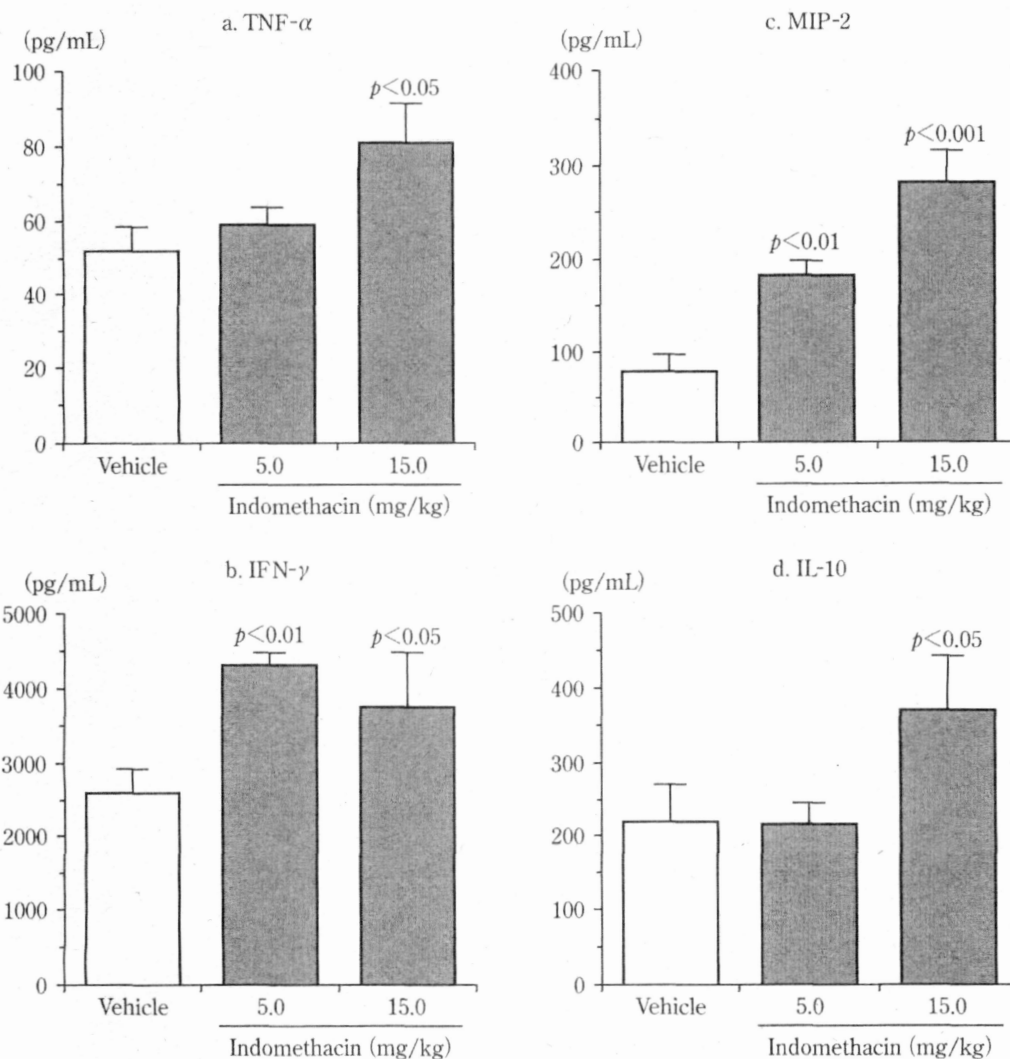 a. TNF-α
(pg/mL)
100
80
60
40
20
0
p<0.05
Vehicle
5.0
15.0
Indomethacin (mg/kg)
c. MIP-2
(pg/mL)
400
300
200
100
0
p<0.01
p<0.001
Vehicle
5.0
15.0
Indomethacin (mg/kg)
b. IFN-γ
(pg/mL)
5000
4000
3000
2000
1000
0
p<0.01
p<0.05
Vehicle
5.0
15.0
Indomethacin (mg/kg)
d. IL-10
(pg/mL)
500
400
300
200
100
0
p<0.05
Vehicle
5.0
15.0
Indomethacin (mg/kg)